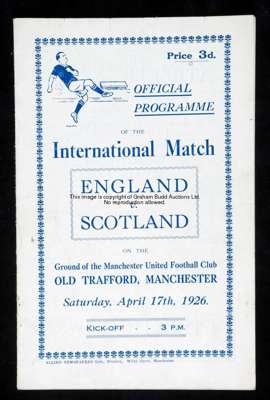 Price 3d.
OFFICIAL
PROGRAMME
OF THE
International Match
ENGLAND
This image is copyright of Graham Budd Auctions Ltd.
No reproduction allowed.
SCOTLAND
ON THE
Ground of the Manchester United Football Club
OLD TRAFFORD, MANCHESTER
Saturday, April 17th, 1926.
KICK-OFF - - 3 P.M.